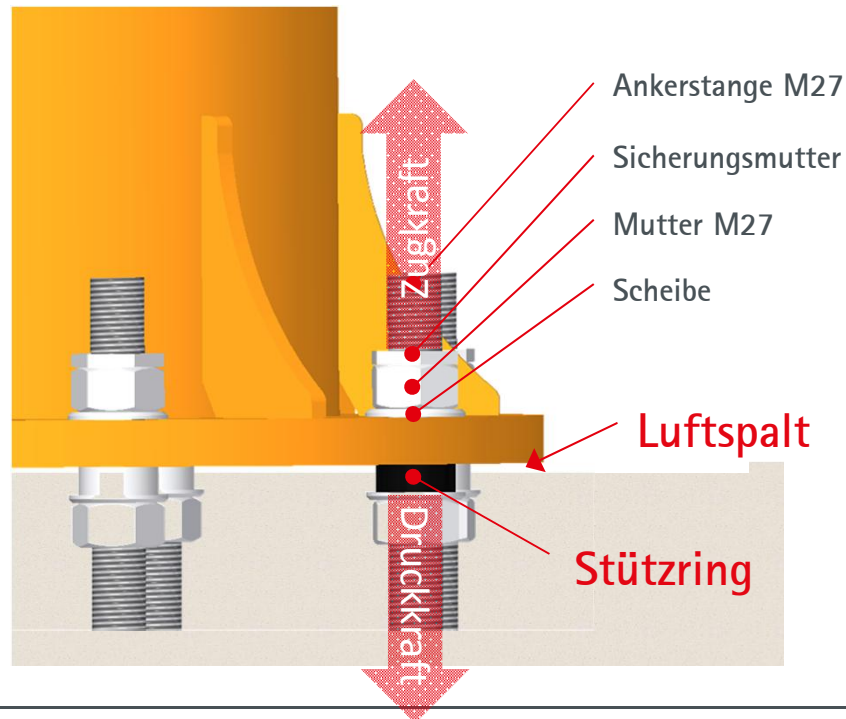 Ankerstange M27
Sicherungsmutter
Mutter M27
Scheibe
Zugkraft
Luftspalt
Stützring
Druckkraft